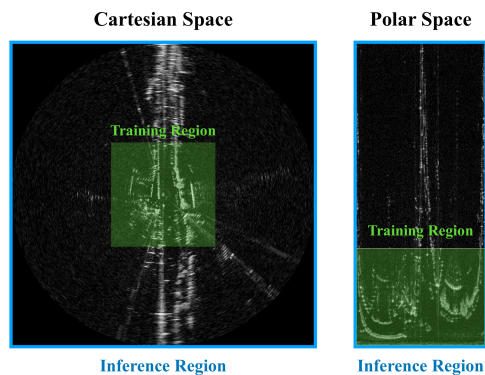 Cartesian Space
Polar Space
Training Region
Training Region
Inference Region
Inference Region